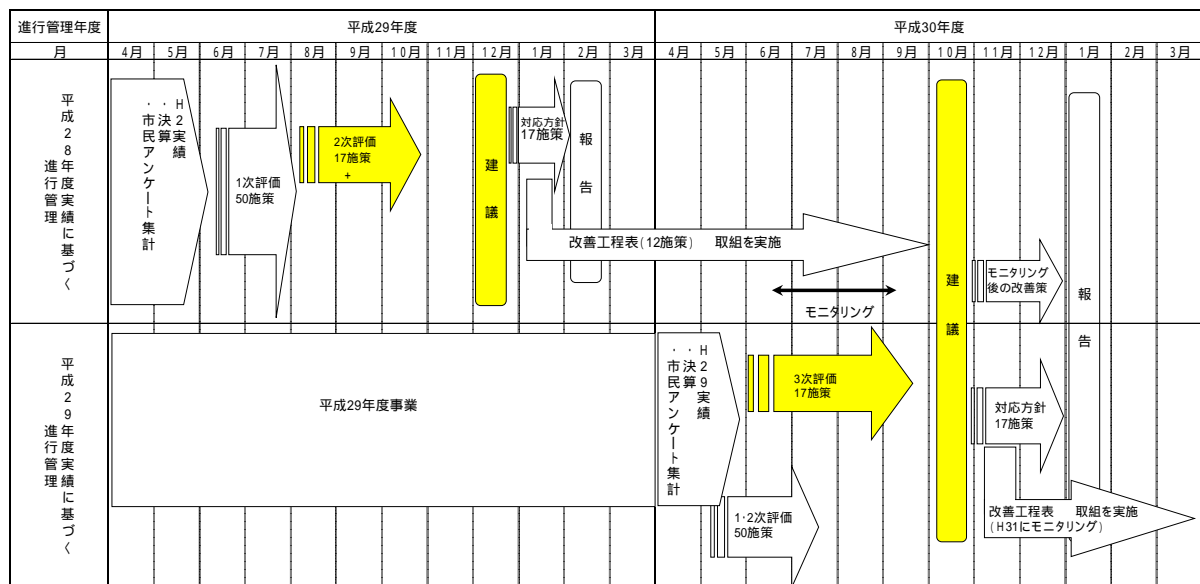 進行管理年度 平成29年度 平成30年度
月 4月 5月 6月 7月 8月 9月 10月 11月 12月 1月 2月 3月 4月 5月 6月 7月 8月 9月 10月 11月 12月 1月 2月 3月
平成28年度実績に基づく
進行管理
H2実績
・決算
・市民アンケート集計
1次評価
50施策
2次評価
17施策
+
建議
対応方針
17施策
報告
改善工程表(12施策) 取組を実施
モニタリング
建議
モニタリング
後の改善策
報告
平成29年度実績に基づく
進行管理
平成29年度事業
H29実績
・決算
・市民アンケート集計
1・2次評価
50施策
3次評価
17施策
対応方針
17施策
改善工程表 取組を実施
(H31にモニタリング)